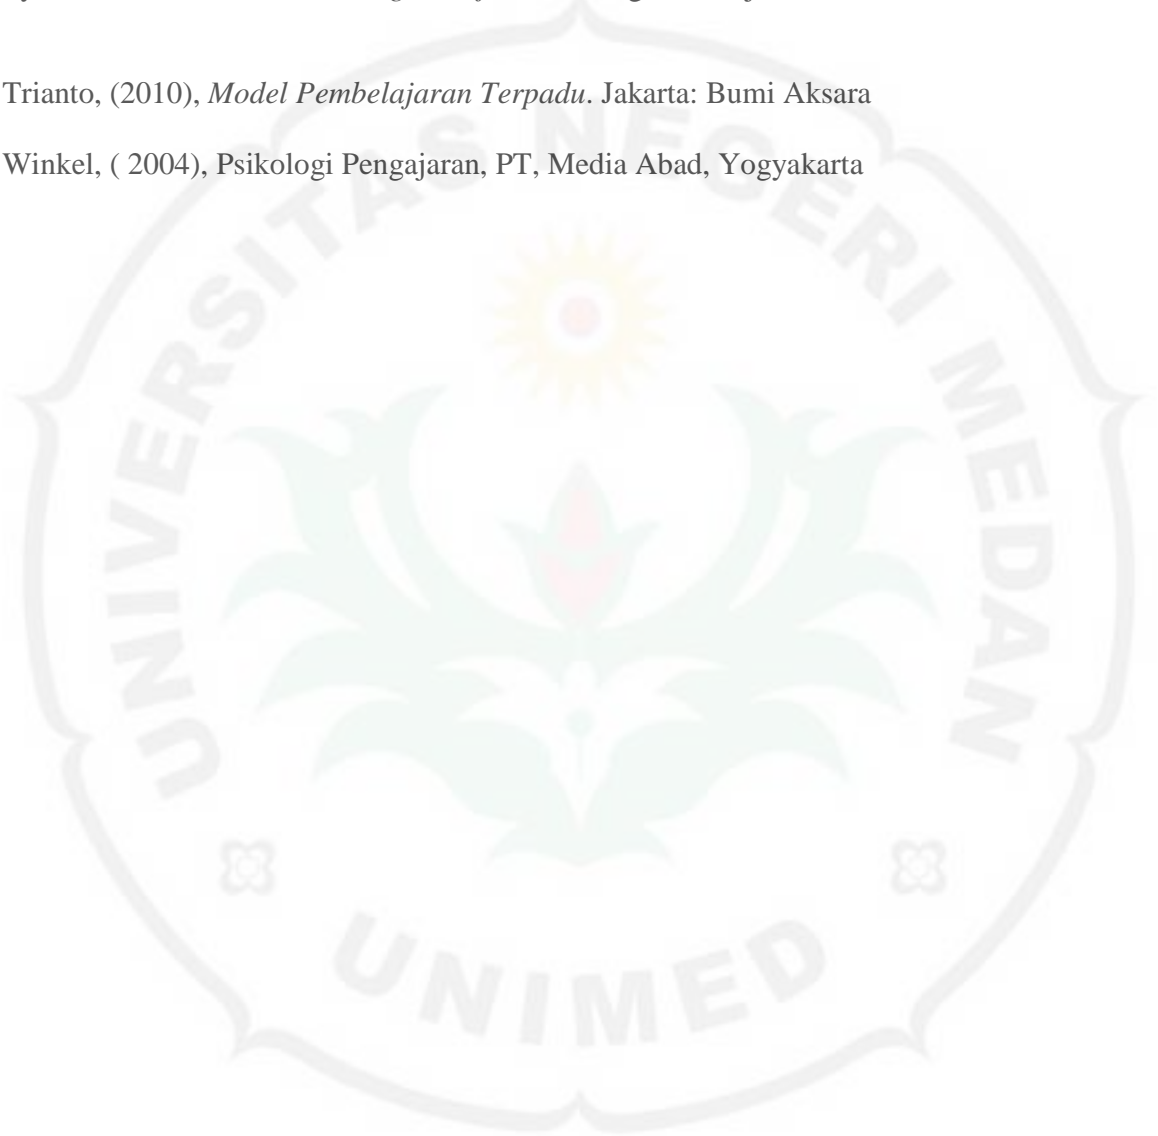 Trianto, (2010), Model Pembelajaran Terpadu. Jakarta: Bumi Aksara
Winkel, ( 2004), Psikologi Pengajaran, PT, Media Abad, Yogyakarta
UNIVERSITAS NEGERI MEDAN
UNIMED